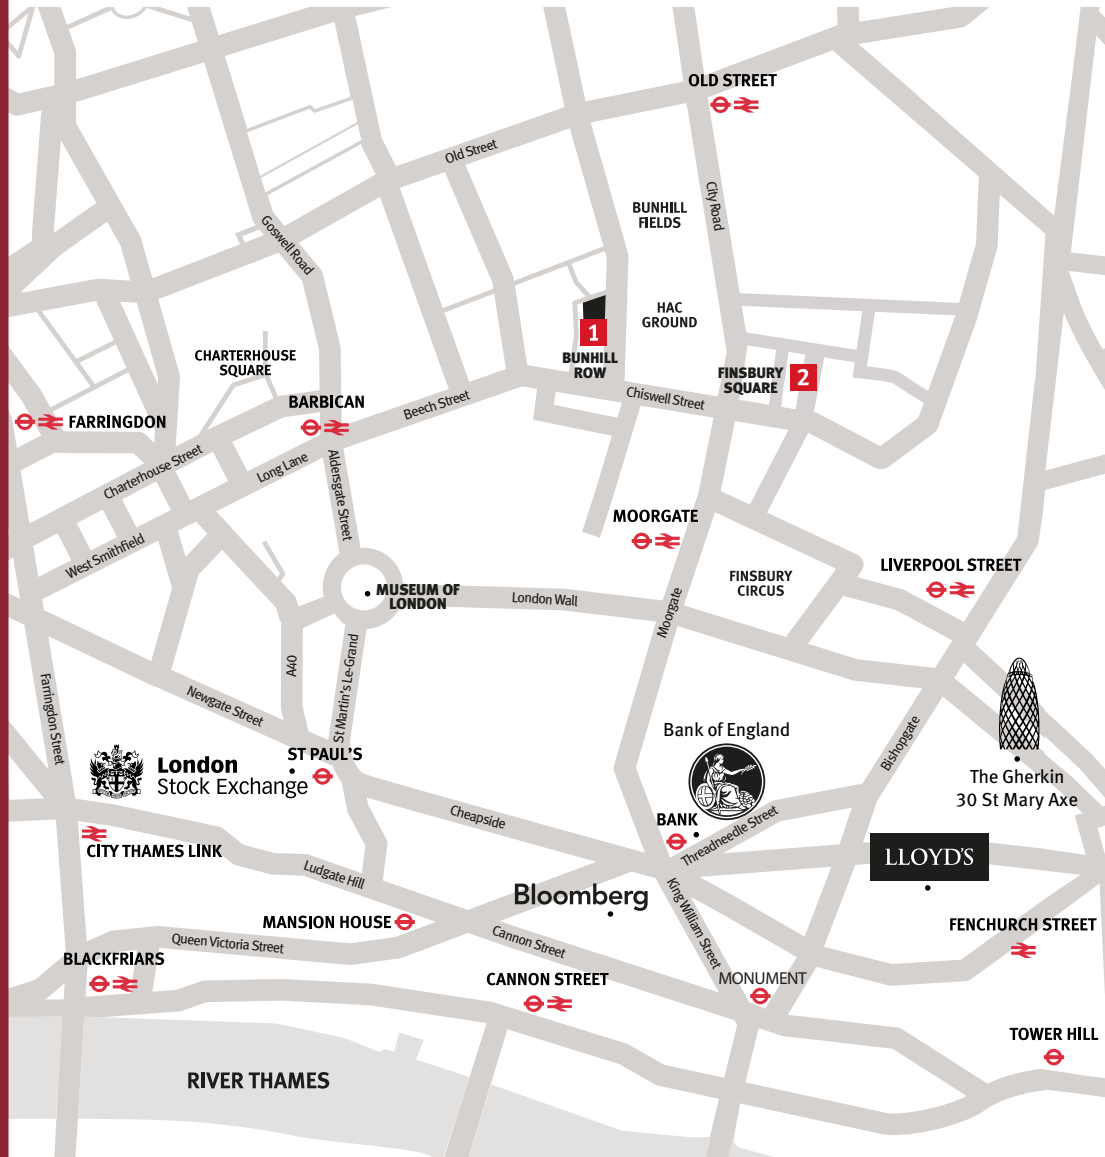 OLD STREET
Old Street
City Road
BUNHILL
FIELDS
Goswell Road
HAC
GROUND
1
BUNHILL
ROW
CHARTERHOUSE
SQUARE
FINSBURY
SQUARE
2
Chiswell Street
BARBICAN
Beech Street
FARRINGDON
Charterhouse Street
Long Lane
Aldersgate Street
West Smithfield
MOORGATE
LIVERPOOL STREET
FINSBURY
CIRCUS
MUSEUM OF
LONDON
London Wall
Moorgate
A40
St Martin's Le-Grand
Newgate Street
Farringdon Street
Bishopgate
Bank of England
ST PAUL'S
London
Stock Exchange
The Gherkin
30 St Mary Axe
Cheapside
BANK
Threadneedle Street
CITY THAMES LINK
LLOYD'S
Ludgate Hill
Bloomberg
King William Street
MANSION HOUSE
FENCHURCH STREET
Queen Victoria Street
Cannon Street
BLACKFRIARS
CANNON STREET
MONUMENT
TOWER HILL
RIVER THAMES